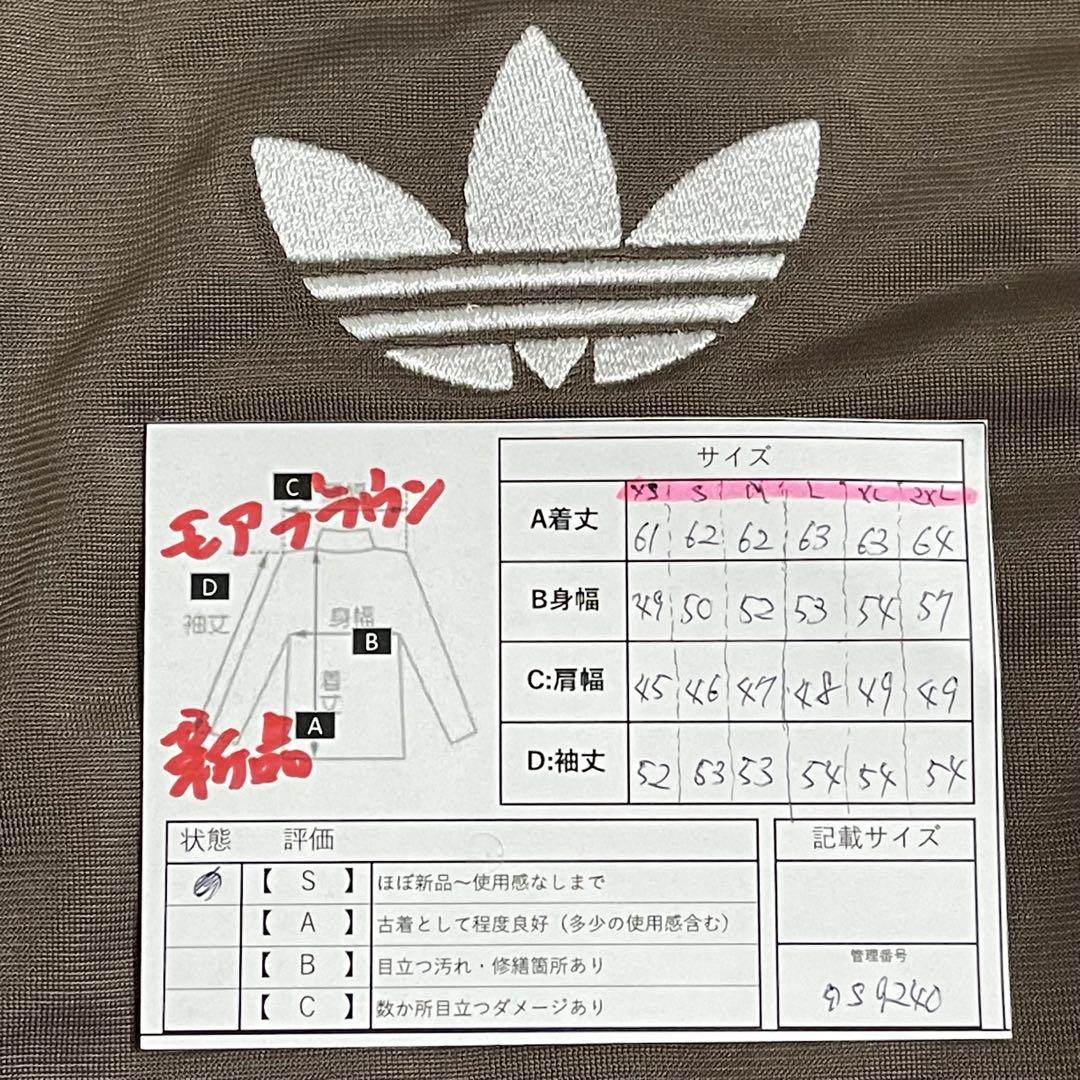 C
モアブラウン
D
袖丈
身幅
B
着丈
A
新品
サイズ
XS S M L XL 2XL
A着丈 61 62 62 63 63 64
B身幅 49 50 52 53 54 57
C:肩幅 45 46 47 48 49 49
D:袖丈 52 53 53 54 54 54
状態 評価
【 S 】 ほぼ新品～使用感なしまで
【 A 】 古着として程度良好（多少の使用感含む）
【 B 】 目立つ汚れ・修繕箇所あり
【 C 】 数か所目立つダメージあり
記載サイズ
管理番号